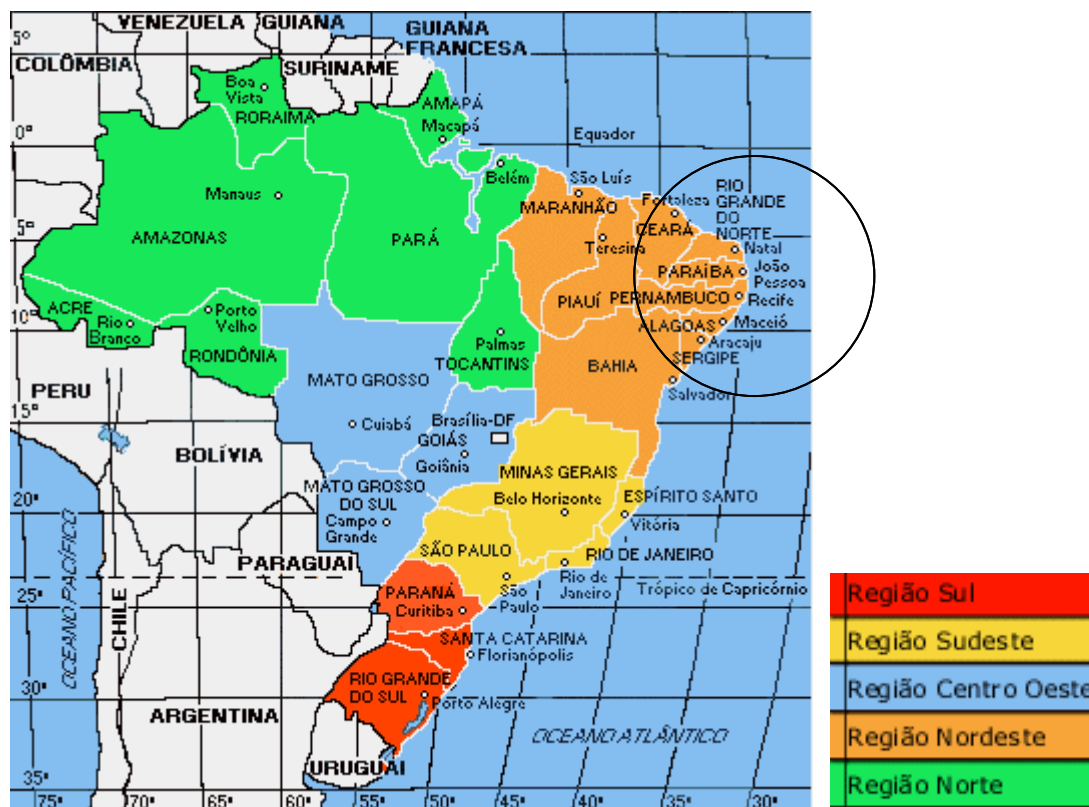 VENEZUELA
GUIANA
GUIANA
FRANCESA
5°
COLÔMBIA
SURINAME
Boa
Vista
RORAIMA
AMAPÁ
Macapá
0°
Equador
Belém
São Luís
Manaus
MARANHÃO
Fortaleza
RIO
GRANDE
DO
NORTE
CEARÁ
5°
AMAZONAS
PARÁ
Teresina
Natal
PARAÍBA
João
Pessoa
ACRE
Rio
Branco
Porto
Velho
PIAUÍ
PERNAMBUCO
Recife
10°
ALAGOAS
Maceió
Palmas
Aracaju
RONDÔNIA
TOCANTINS
SERGIPE
BAHIA
MATO GROSSO
PERU
Salvador
15°
Cuiabá
Brasília-DF
GOIÁS
Goiânia
BOLÍVIA
MINAS GERAIS
MATO GROSSO
DO SUL
Belo Horizonte
ESPÍRITO SANTO
20°
Campo
Grande
Vitória
SÃO PAULO
RIO DE JANEIRO
PARAGUAI
São
Paulo
Rio de
Janeiro
Trópico de Capricórnio
OCEANO PACÍFICO
CHILE
PARANÁ
Curitiba
25°
SANTA CATARINA
Florianópolis
RIO GRANDE
DO SUL
Porto Alegre
30°
ARGENTINA
OCEANO ATLÂNTICO
URUGUAI
35°
75°
70°
65°
60°
55°
50°
45°
40°
35°
30°
Região Sul
Região Sudeste
Região Centro Oeste
Região Nordeste
Região Norte